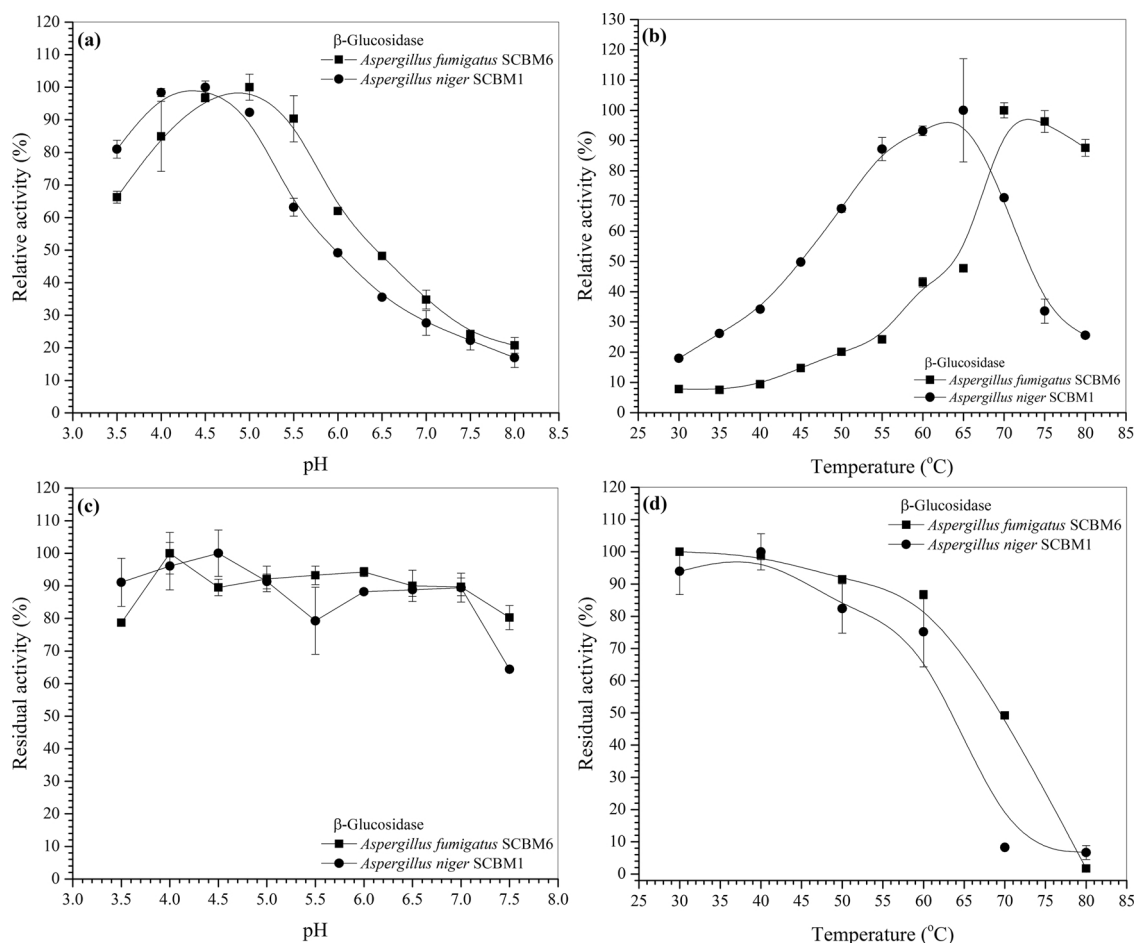 (a)
β-Glucosidase
Aspergillus fumigatus SCBM6
Aspergillus niger SCBM1
Relative activity (%)
120
110
100
90
80
70
60
50
40
30
20
10
0
3.0 3.5 4.0 4.5 5.0 5.5 6.0 6.5 7.0 7.5 8.0 8.5
pH
(b)
Relative activity (%)
130
120
110
100
90
80
70
60
50
40
30
20
10
0
β-Glucosidase
Aspergillus fumigatus SCBM6
Aspergillus niger SCBM1
25 30 35 40 45 50 55 60 65 70 75 80 85
Temperature (°C)
(c)
Residual activity (%)
120
110
100
90
80
70
60
50
40
30
20
10
0
β-Glucosidase
Aspergillus fumigatus SCBM6
Aspergillus niger SCBM1
3.0 3.5 4.0 4.5 5.0 5.5 6.0 6.5 7.0 7.5 8.0
pH
(d)
β-Glucosidase
Aspergillus fumigatus SCBM6
Aspergillus niger SCBM1
Residual activity (%)
120
110
100
90
80
70
60
50
40
30
20
10
0
25 30 35 40 45 50 55 60 65 70 75 80 85
Temperature (°C)